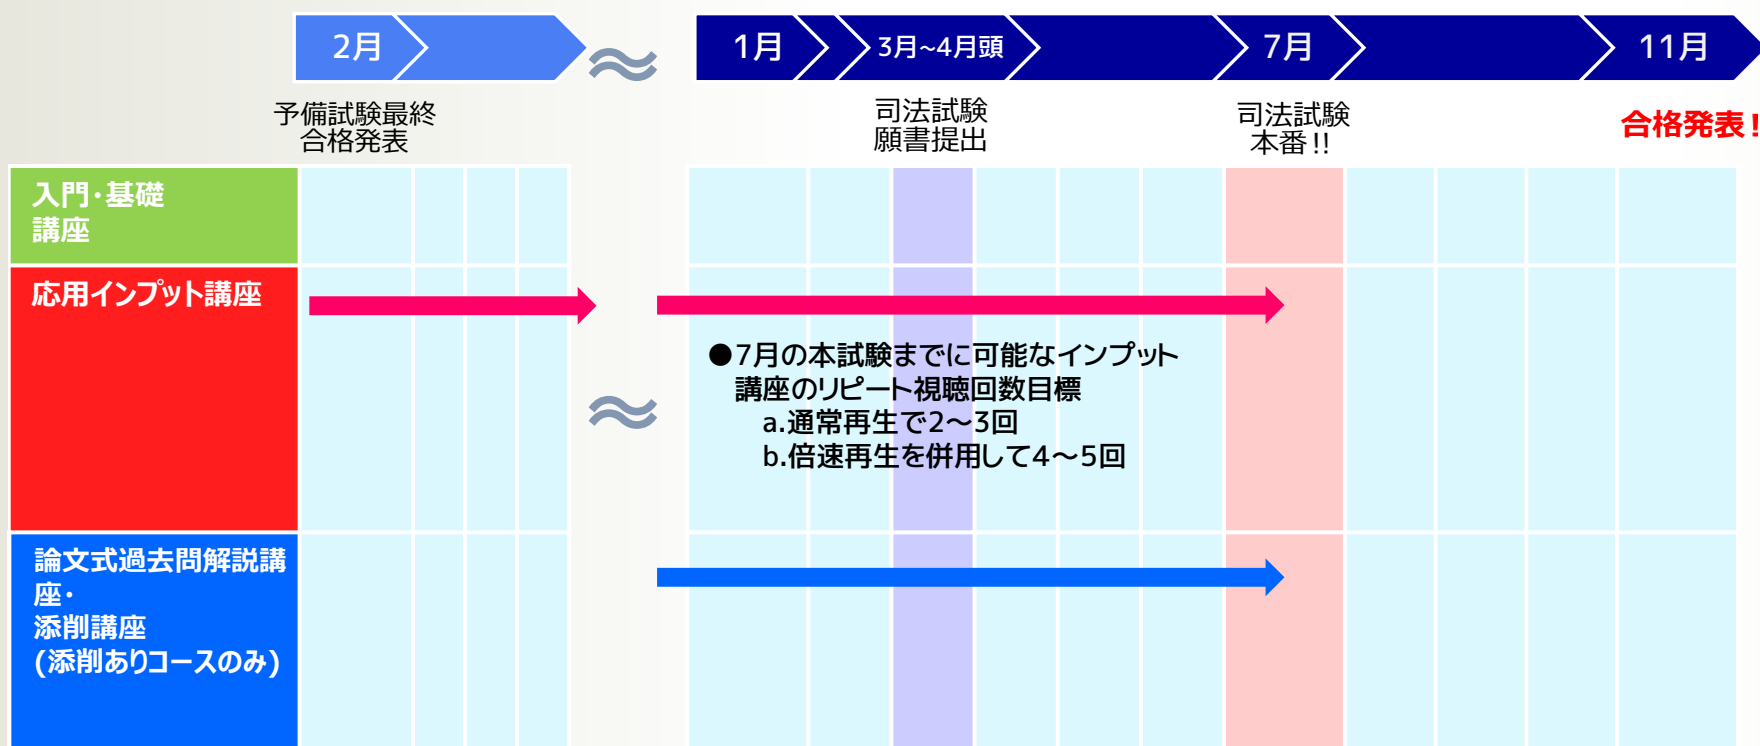 2月
1月
3月~4月頭
7月
11月
予備試験最終
合格発表
司法試験
願書提出
司法試験
本番!!
合格発表!
入門・基礎
講座
応用インプット講座
●7月の本試験までに可能なインプット
講座のリピート視聴回数目標
a.通常再生で2～3回
b.倍速再生を併用して4～5回
論文式過去問解説講
座・
添削講座
(添削ありコースのみ)